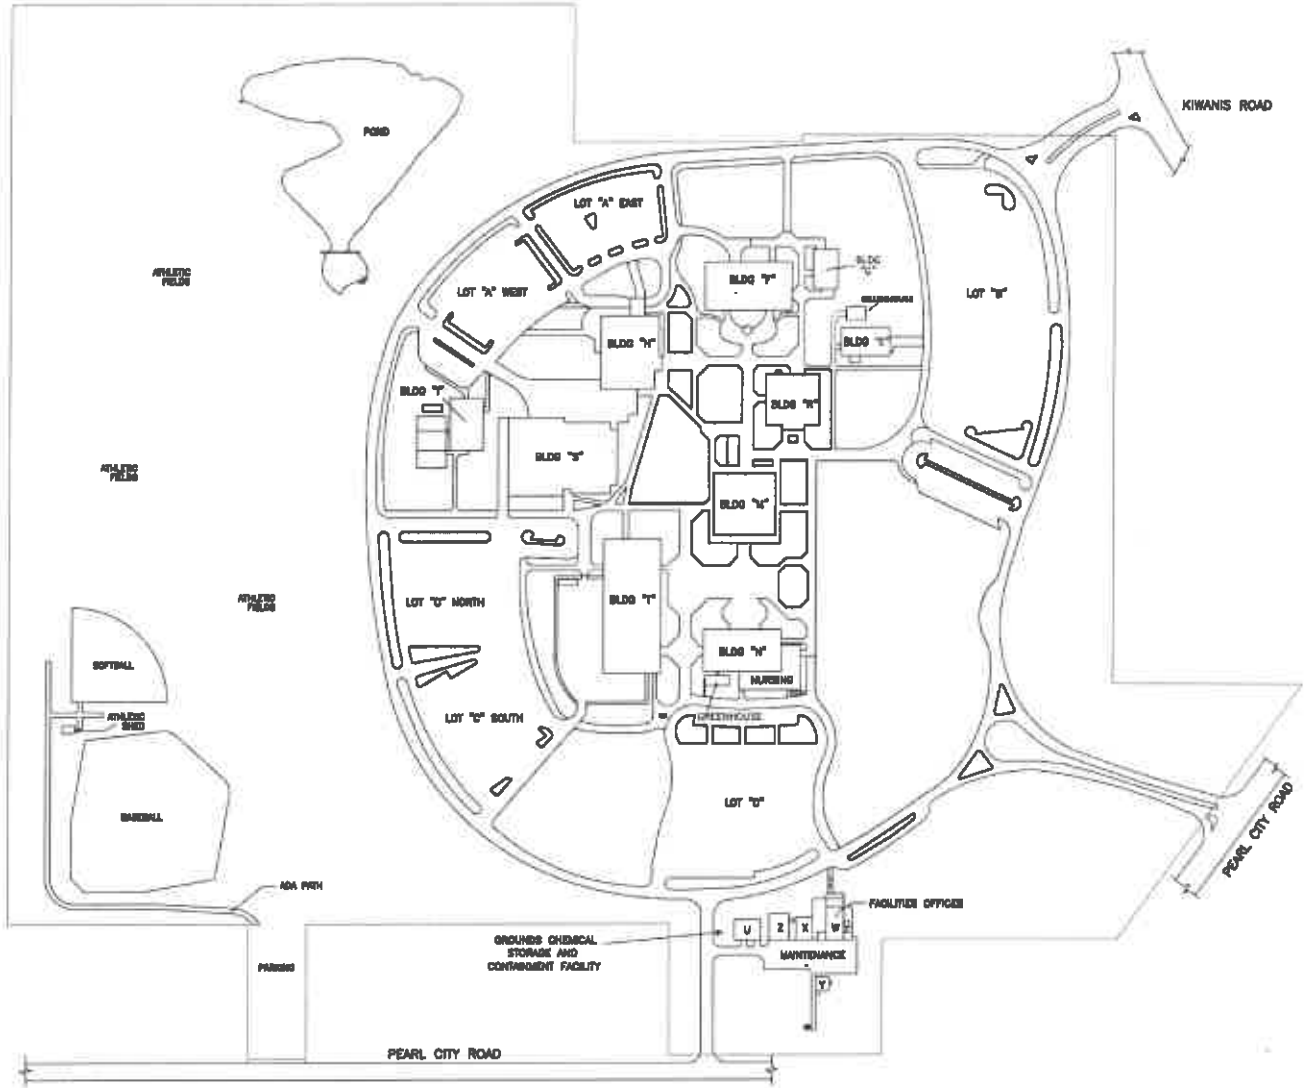 KIWANIS ROAD
POND
LOT "A" EAST
ATHLETIC
FIELDS
LOT "A" WEST
BLDG "F"
BLDG
LOT "B"
BLDG "H"
BLDG
BLDG
BLDG "R"
ATHLETIC
FIELDS
BLDG "S"
BLDG "M"
ATHLETIC
FIELDS
LOT "C" NORTH
BLDG "T"
SOFTBALL
BLDG "N"
NURSING
ATHLETIC
SHED
LOT "C" SOUTH
GREENHOUSE
LOT "D"
BASEBALL
PEARL CITY ROAD
ADA PATH
FACILITIES OFFICES
U
Z
X
W
GROUNDS CHEMICAL
STORAGE AND
CONTAINMENT FACILITY
MAINTENANCE
PARKING
Y
PEARL CITY ROAD